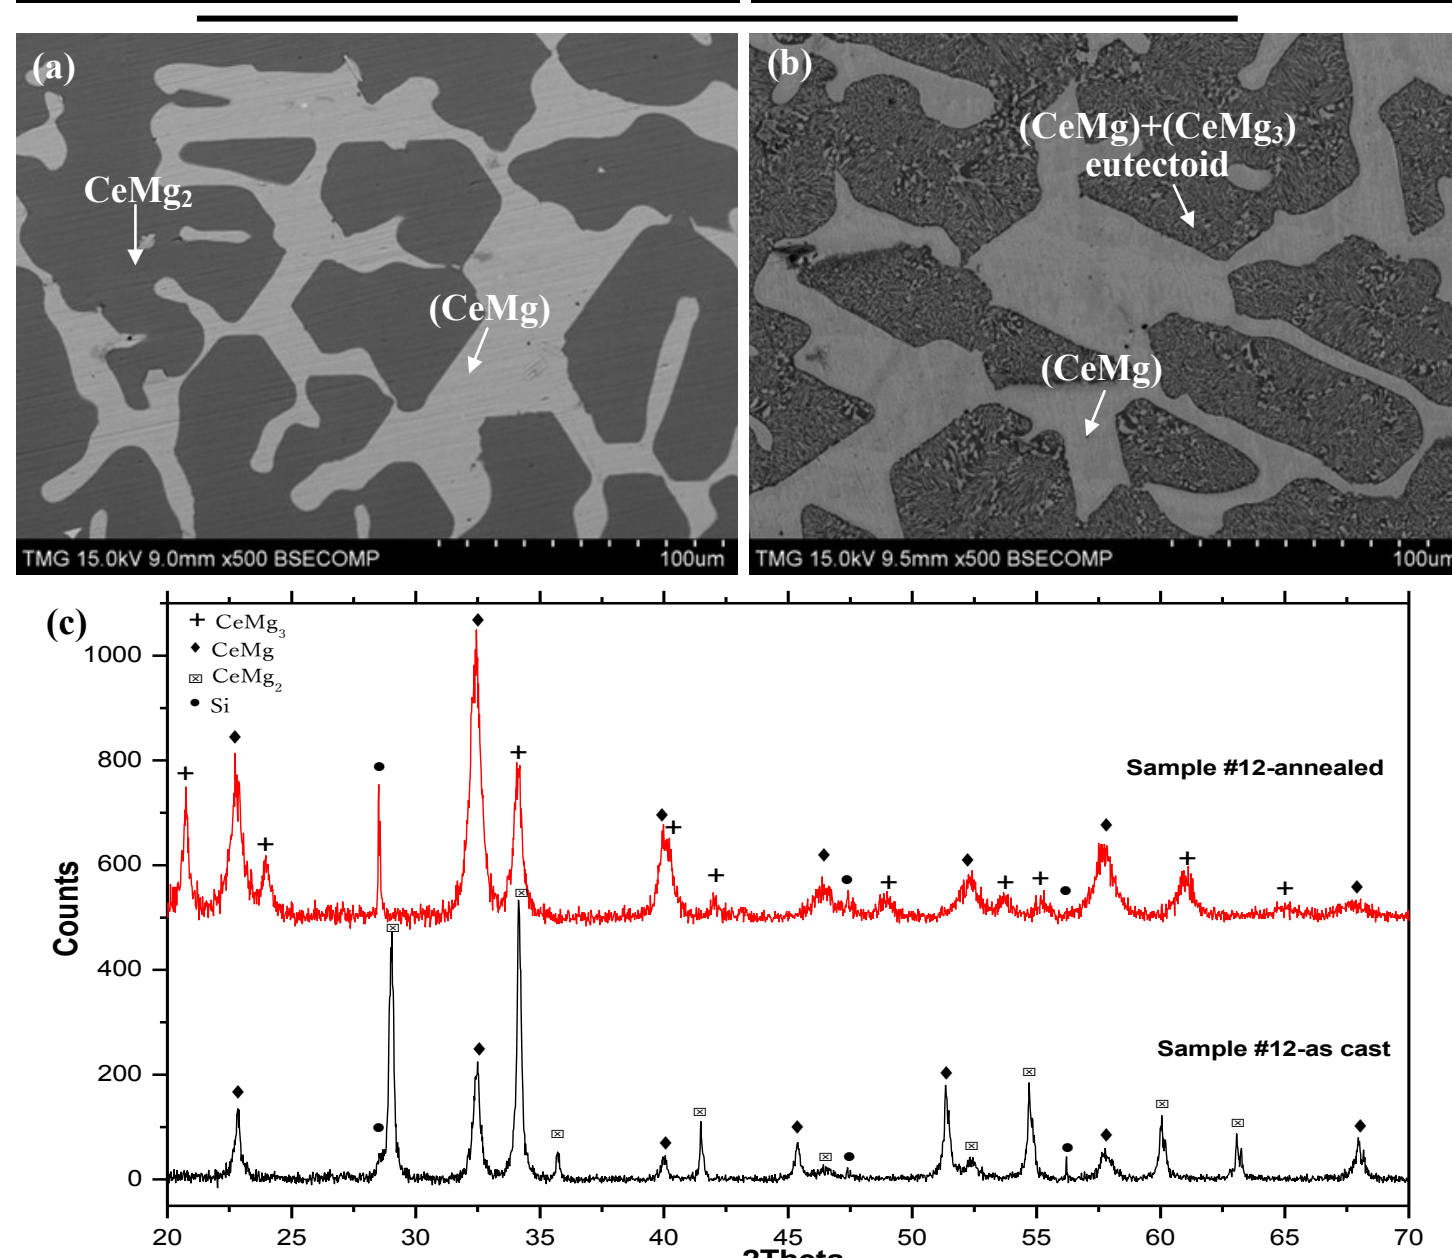 (a)
CeMg2
(CeMg)
TMG 15.0kV 9.0mm x500 BSECOMP
100um
(b)
(CeMg)+(CeMg3)
eutectoid
(CeMg)
TMG 15.0kV 9.5mm x500 BSECOMP
100um
(c)
CeMg3
CeMg
CeMg2
Si
Sample #12-annealed
Sample #12-as cast
Counts
1000
800
600
400
200
0
20 25 30 35 40 45 50 55 60 65 70
2Theta